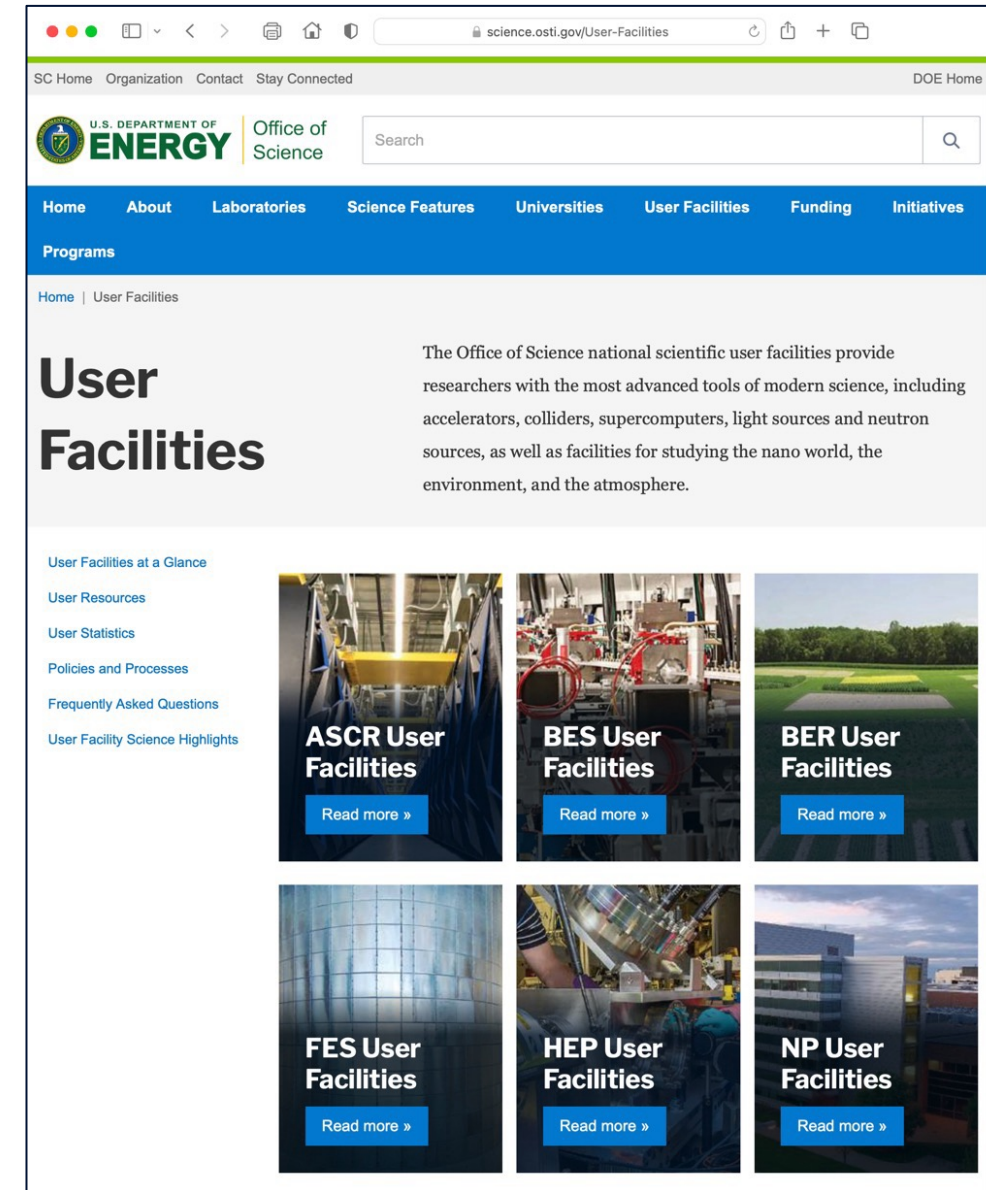 science.osti.gov/User-Facilities
SC Home Organization Contact Stay Connected DOE Home
U.S. DEPARTMENT OF
ENERGY
Office of
Science
Search
Home About Laboratories Science Features Universities User Facilities Funding Initiatives
Programs
Home | User Facilities
User
Facilities
The Office of Science national scientific user facilities provide
researchers with the most advanced tools of modern science, including
accelerators, colliders, supercomputers, light sources and neutron
sources, as well as facilities for studying the nano world, the
environment, and the atmosphere.
User Facilities at a Glance
User Resources
User Statistics
Policies and Processes
Frequently Asked Questions
User Facility Science Highlights
ASCR User
Facilities
Read more »
BES User
Facilities
Read more »
BER User
Facilities
Read more »
FES User
Facilities
Read more »
HEP User
Facilities
Read more »
NP User
Facilities
Read more »